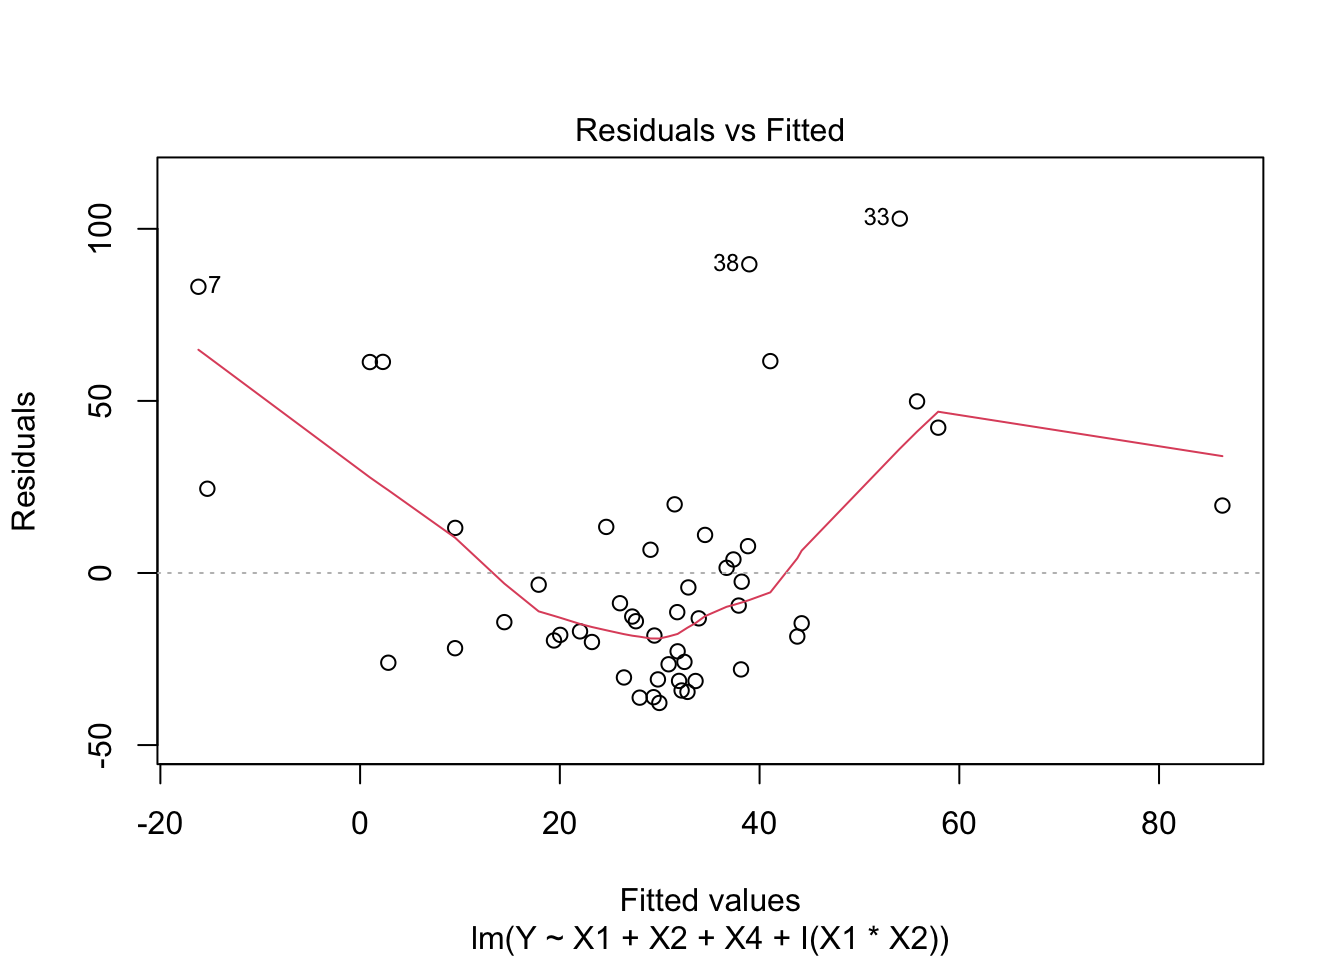 Residuals vs Fitted
100
50
0
-50
Residuals
7
38
33
-20 0 20 40 60 80
Fitted values
lm(Y ~ X1 + X2 + X4 + I(X1 * X2))